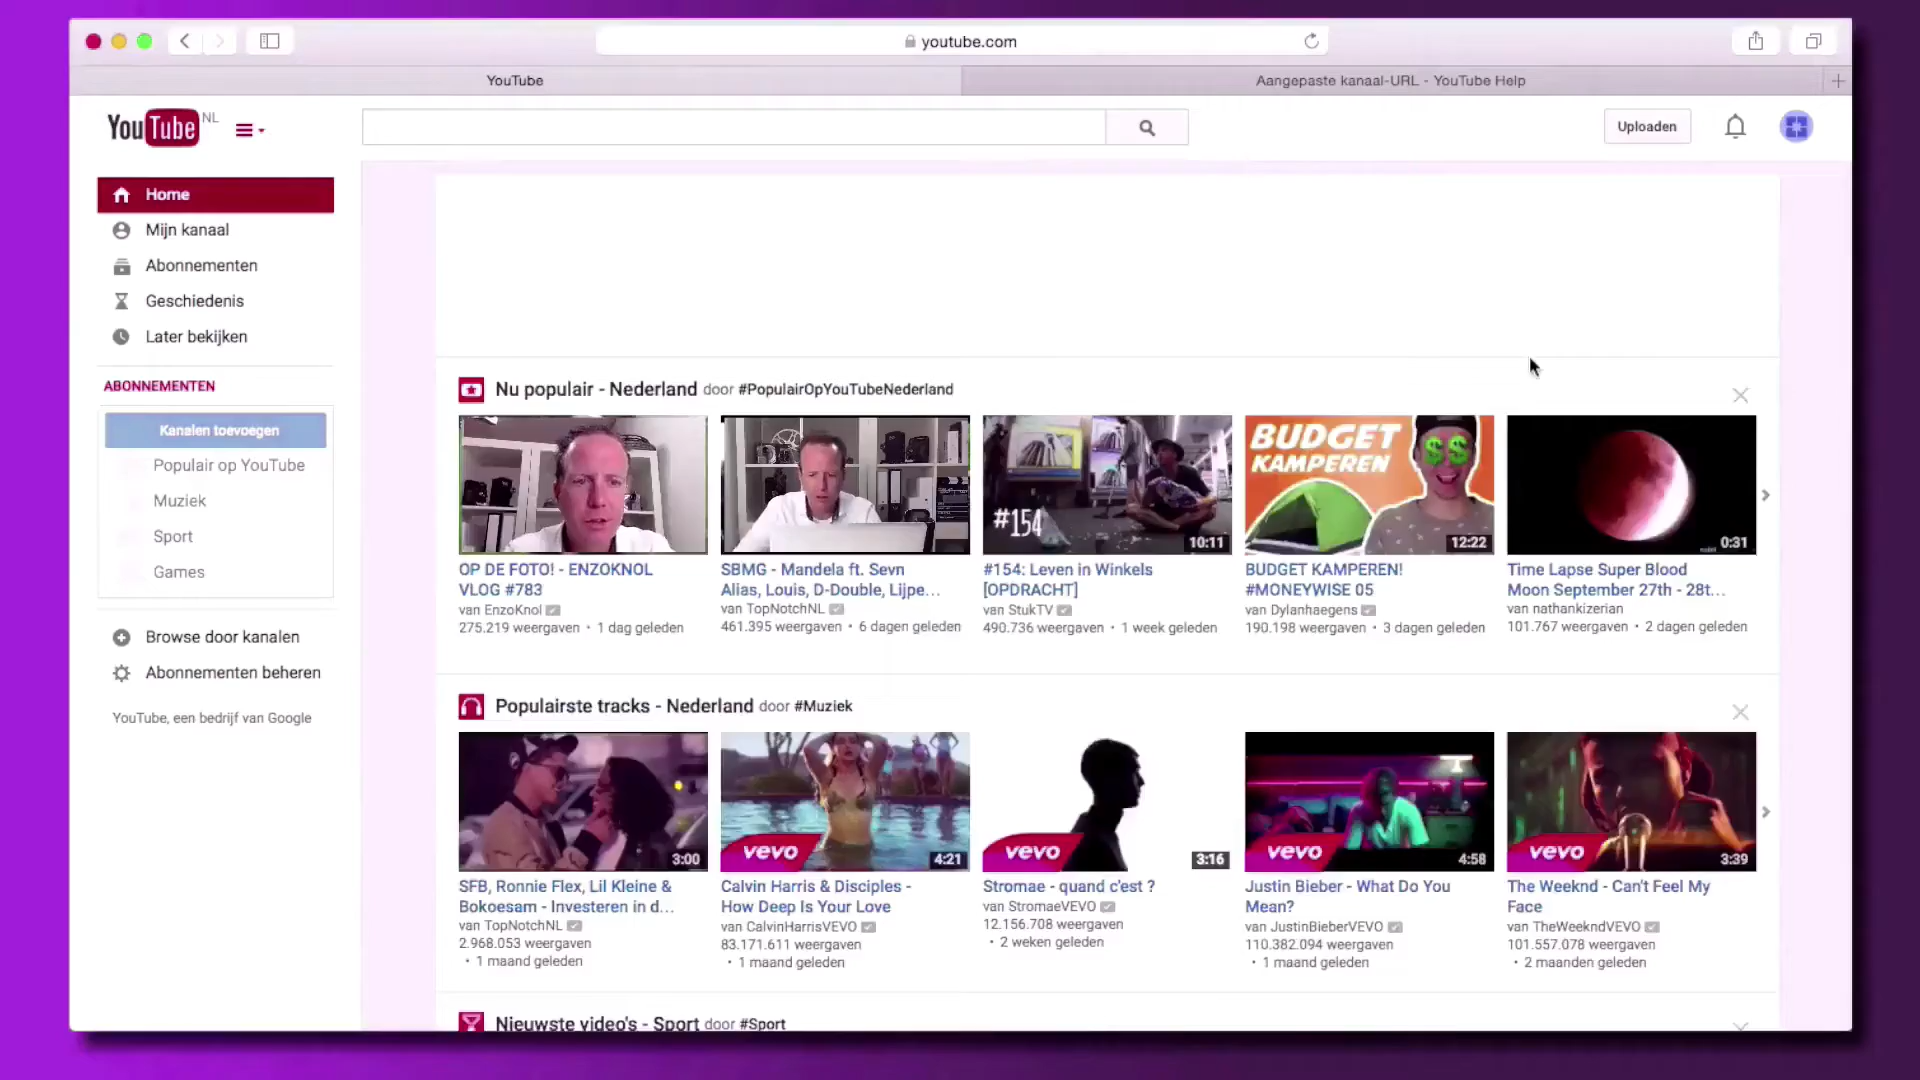 youtube.com
YouTube
Aangepaste kanaal-URL - YouTube Help
YouTube NL
Uploaden
Home
Mijn kanaal
Abonnementen
Geschiedenis
Later bekijken
ABONNEMENTEN
Kanalen toevoegen
Populair op YouTube
Muziek
Sport
Games
Browse door kanalen
Abonnementen beheren
YouTube, een bedrijf van Google
Nu populair - Nederland door #PopulairOpYouTubeNederland
#154
10:11
BUDGET
KAMPEREN
12:22
0:31
OP DE FOTO! - ENZOKNOL
VLOG #783
van EnzoKnol
275.219 weergaven • 1 dag geleden
SBMG - Mandela ft. Sevn
Alias, Louis, D-Double, Lijpe...
van TopNotchNL
461.395 weergaven • 6 dagen geleden
#154: Leven in Winkels
[OPDRACHT]
van StukTV
490.736 weergaven • 1 week geleden
BUDGET KAMPEREN!
#MONEYWISE 05
van Dylanhaegens
190.198 weergaven • 3 dagen geleden
Time Lapse Super Blood
Moon September 27th - 28t...
van nathankizerian
101.767 weergaven • 2 dagen geleden
Populairste tracks - Nederland door #Muziek
3:00
vevo
4:21
vevo
3:16
vevo
4:58
vevo
3:39
SFB, Ronnie Flex, Lil Kleine &
Bokoesam - Investeren in d...
van TopNotchNL
2.968.053 weergaven
• 1 maand geleden
Calvin Harris & Disciples -
How Deep Is Your Love
van CalvinHarrisVEVO
83.171.611 weergaven
• 1 maand geleden
Stromae - quand c'est ?
van StromaeVEVO
12.156.708 weergaven
• 2 weken geleden
Justin Bieber - What Do You
Mean?
van JustinBieberVEVO
110.382.094 weergaven
• 1 maand geleden
The Weeknd - Can't Feel My
Face
van TheWeekndVEVO
101.557.078 weergaven
• 2 maanden geleden
Nieuwste video's - Sport door #Sport